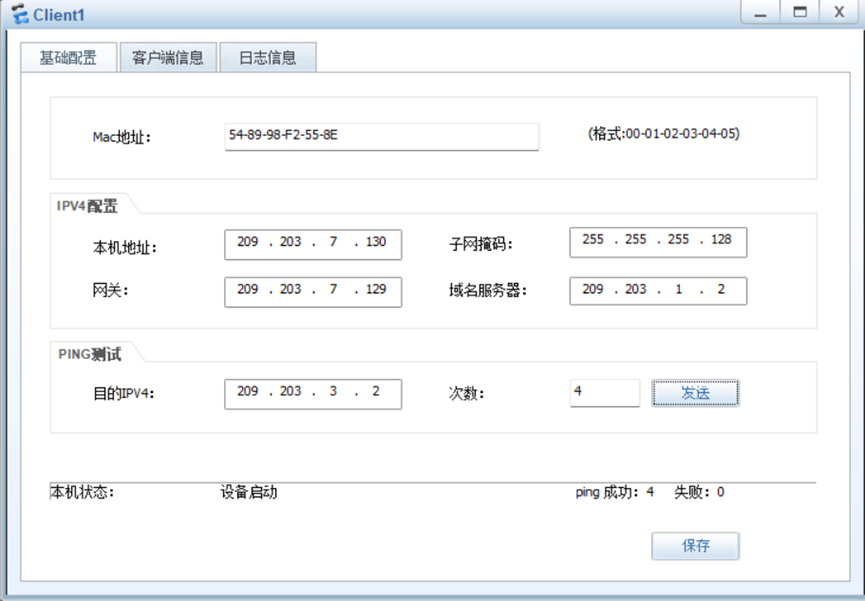 Client1
基础配置 客户端信息 日志信息
Mac地址： 54-89-98-F2-55-8E (格式:00-01-02-03-04-05)
IPV4配置
本机地址： 209 . 203 . 7 . 130 子网掩码： 255 . 255 . 255 . 128
网关： 209 . 203 . 7 . 129 域名服务器： 209 . 203 . 1 . 2
PING测试
目的IPV4： 209 . 203 . 3 . 2 次数： 4 发送
本机状态： 设备启动 ping 成功：4 失败：0
保存